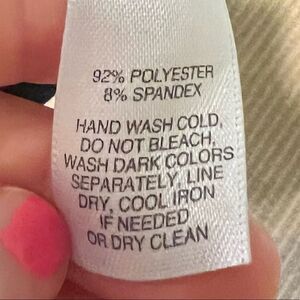 92% POLYESTER
8% SPANDEX
HAND WASH COLD,
DO NOT BLEACH,
WASH DARK COLORS
SEPARATELY, LINE
DRY, COOL IRON
IF NEEDED
OR DRY CLEAN